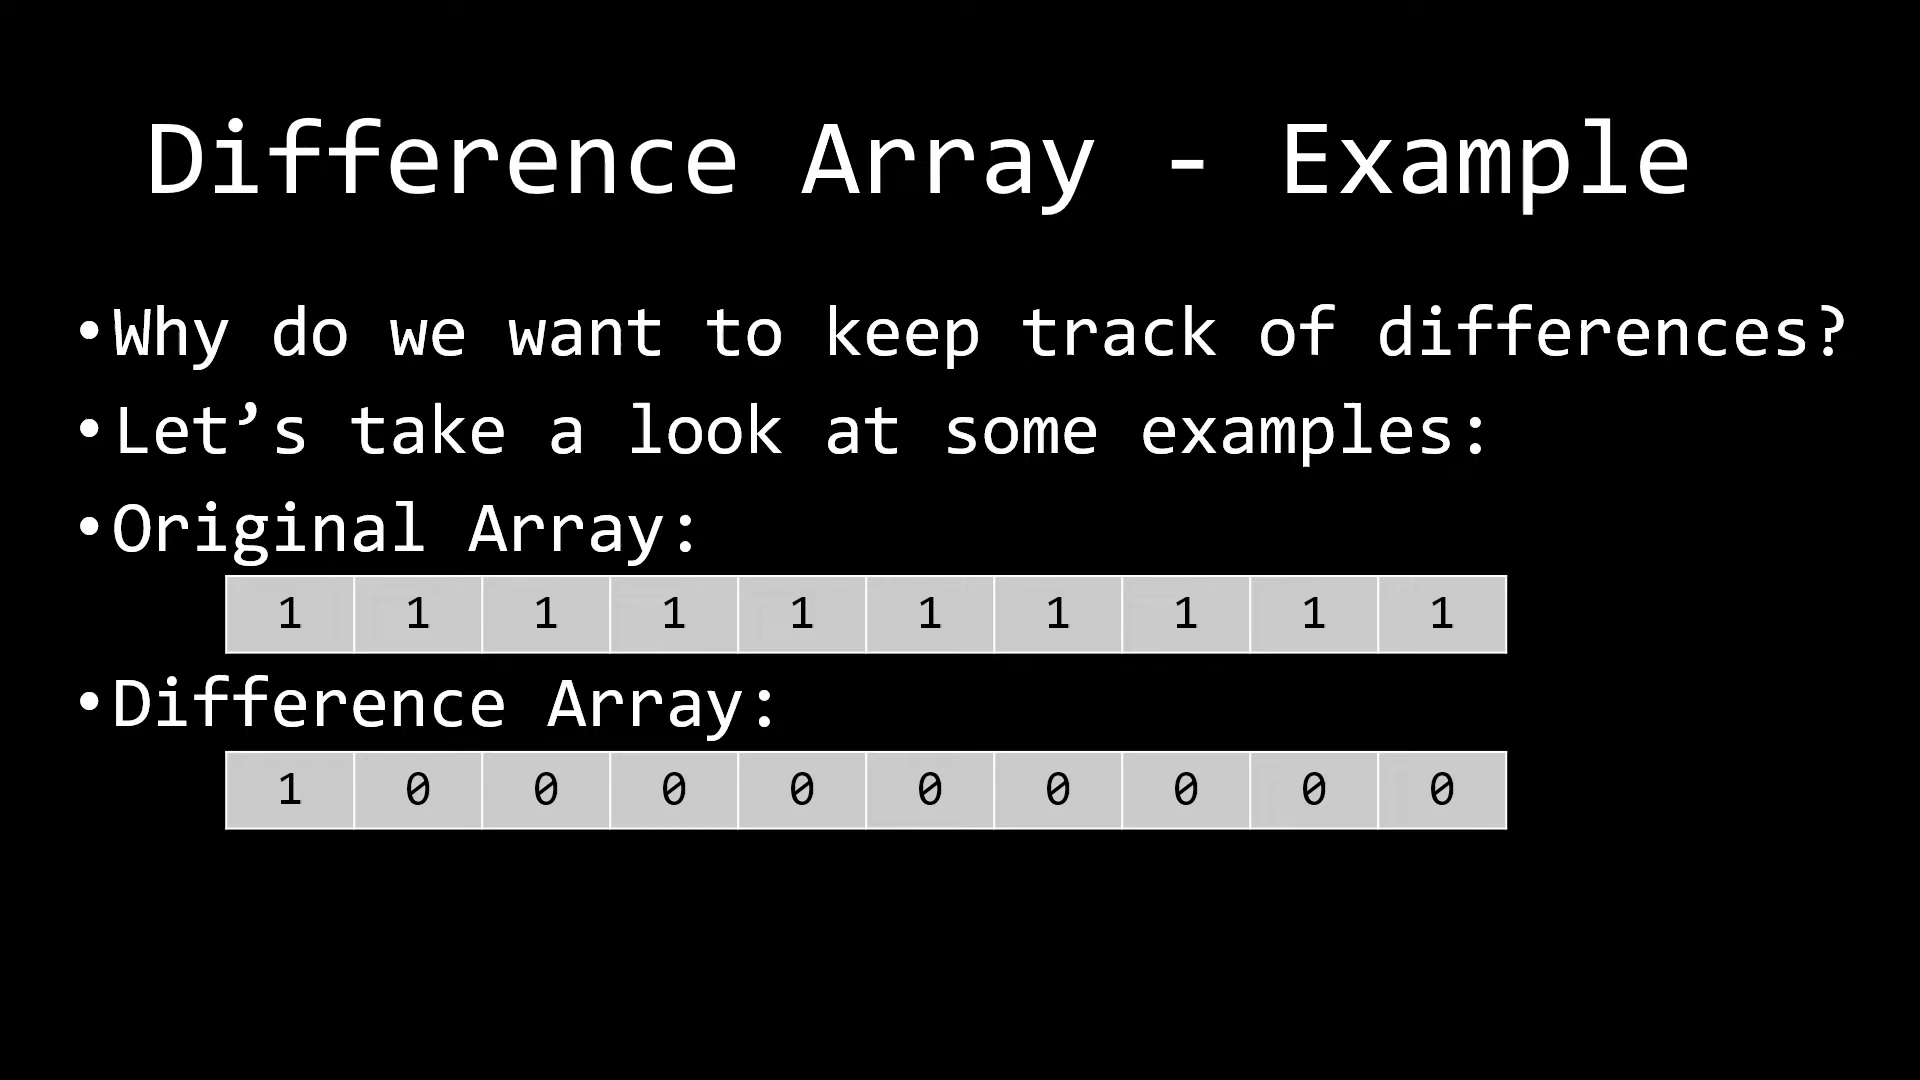 Difference Array - Example
•Why do we want to keep track of differences?
•Let’s take a look at some examples:
•Original Array:
1 1 1 1 1 1 1 1 1 1
•Difference Array:
1 0 0 0 0 0 0 0 0 0